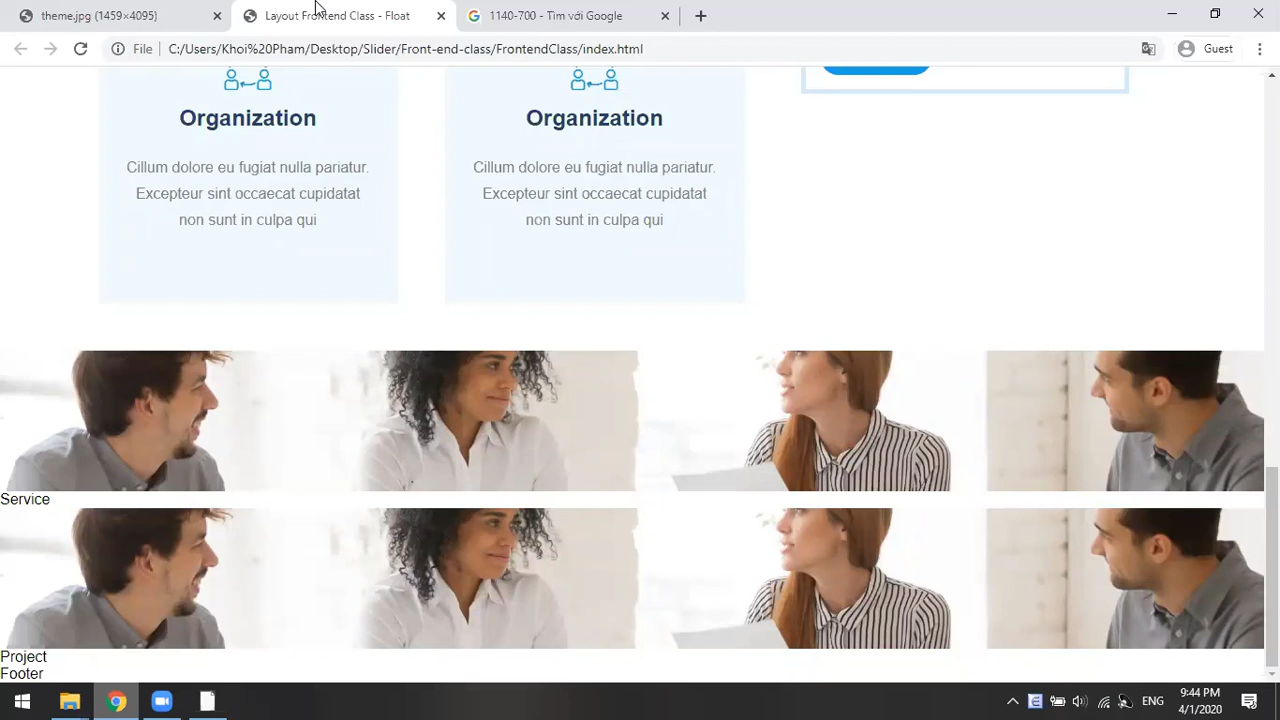 theme.jpg (1459×4095)
Layout Frontend Class - Float
1140-700 - Tìm với Google
File
C:/Users/Khoi%20Pham/Desktop/Slider/Front-end-class/FrontendClass/index.html
Guest
Organization
Cillum dolore eu fugiat nulla pariatur.
Excepteur sint occaecat cupidatat
non sunt in culpa qui
Organization
Cillum dolore eu fugiat nulla pariatur.
Excepteur sint occaecat cupidatat
non sunt in culpa qui
Service
Project
Footer
ENG
9:44 PM
4/1/2020